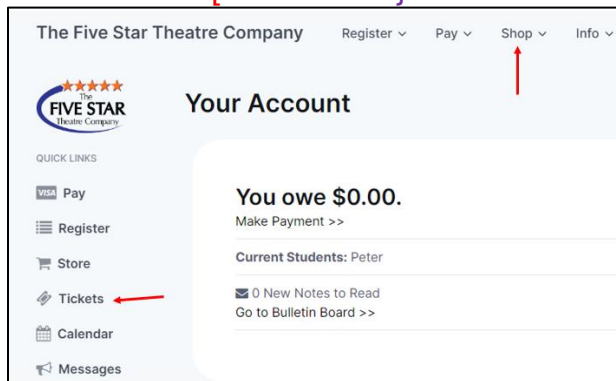 The Five Star Theatre Company Register Pay Shop Info
The
FIVE STAR
Theatre Company
Your Account
QUICK LINKS
VISA Pay
Register
Store
Tickets
Calendar
Messages
You owe $0.00.
Make Payment >>
Current Students: Peter
0 New Notes to Read
Go to Bulletin Board >>